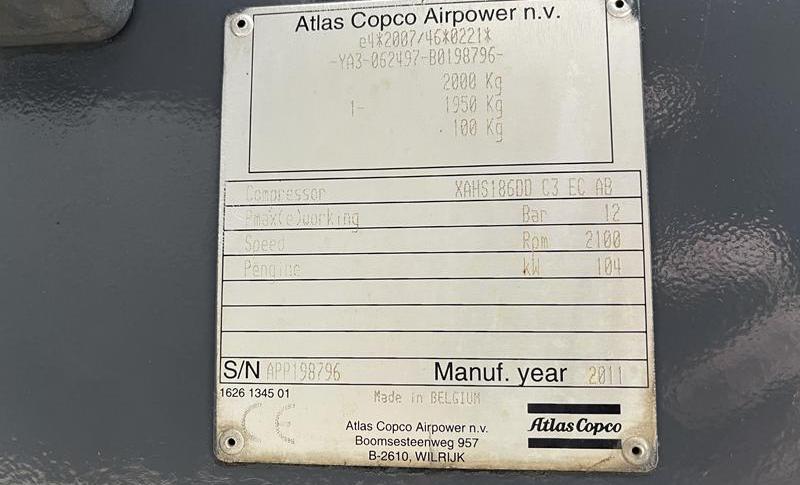 Atlas Copco Airpower n.v.
e4*2007/46*0221*
-YA3-062497-B0198796-
2000 Kg
1- 1950 Kg
100 Kg
Compressor XAHS186DD C3 EC AB
Pmax(e)working Bar 12
Speed Rpm 2100
Pengine kW 104
S/N APP198796 Manuf. year 2011
1626 1345 01
Made in BELGIUM
CE
Atlas Copco Airpower n.v.
Boomsesteenweg 957
B-2610, WILRIJK
Atlas Copco